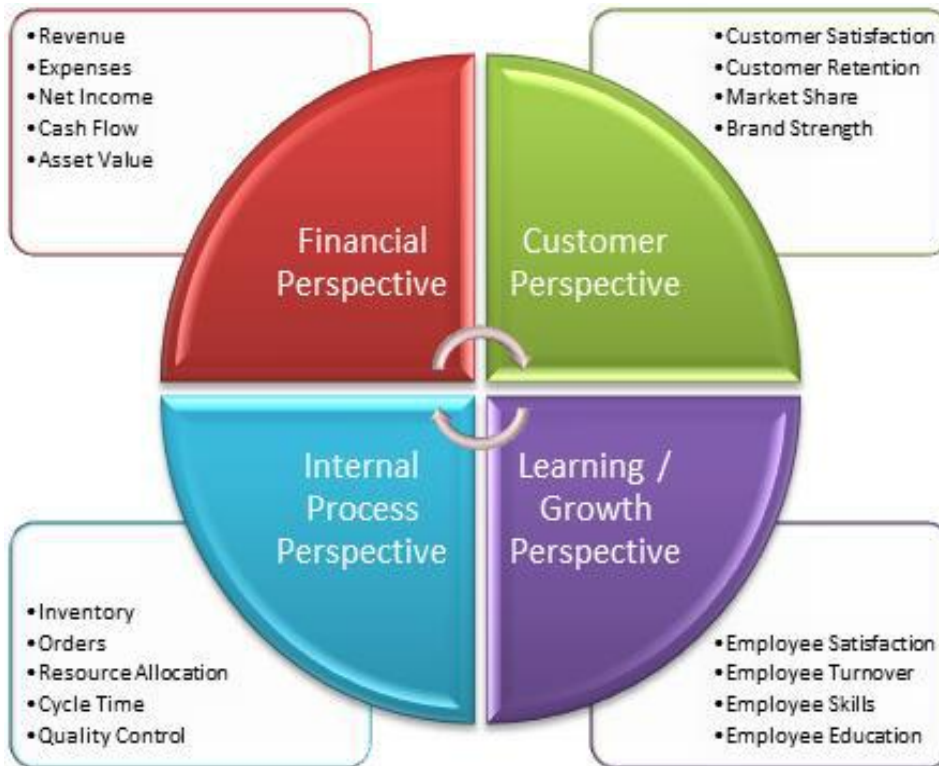 •Revenue
•Expenses
•Net Income
•Cash Flow
•Asset Value
•Customer Satisfaction
•Customer Retention
•Market Share
•Brand Strength
Financial
Perspective
Customer
Perspective
Internal
Process
Perspective
Learning /
Growth
Perspective
•Inventory
•Orders
•Resource Allocation
•Cycle Time
•Quality Control
•Employee Satisfaction
•Employee Turnover
•Employee Skills
•Employee Education